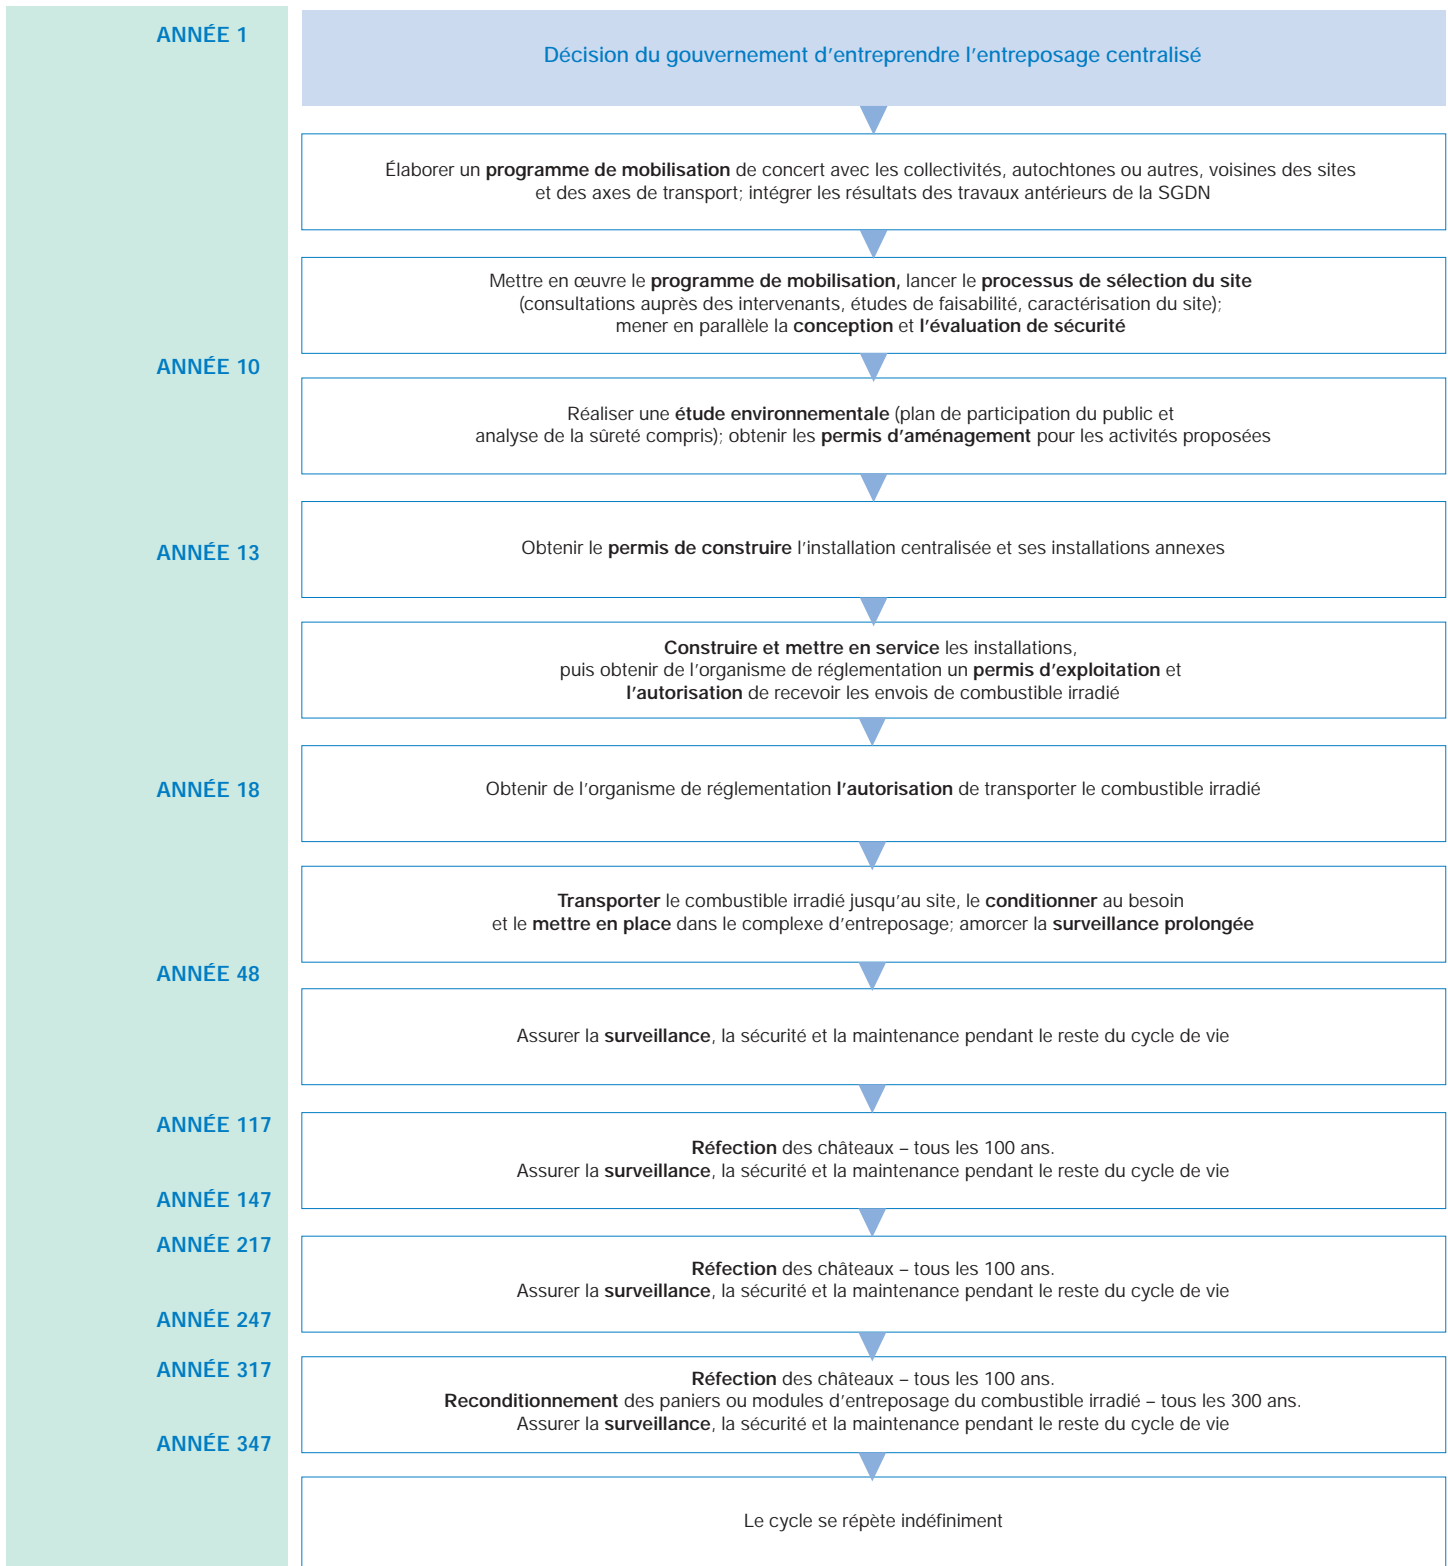 ANNÉE 1
Décision du gouvernement d'entreprendre l'entreposage centralisé
Élaborer un programme de mobilisation de concert avec les collectivités, autochtones ou autres, voisines des sites
et des axes de transport; intégrer les résultats des travaux antérieurs de la SGDN
Mettre en œuvre le programme de mobilisation, lancer le processus de sélection du site
(consultations auprès des intervenants, études de faisabilité, caractérisation du site);
mener en parallèle la conception et l'évaluation de sécurité
ANNÉE 10
Réaliser une étude environnementale (plan de participation du public et
analyse de la sûreté compris); obtenir les permis d'aménagement pour les activités proposées
ANNÉE 13
Obtenir le permis de construire l'installation centralisée et ses installations annexes
Construire et mettre en service les installations,
puis obtenir de l'organisme de réglementation un permis d'exploitation et
l'autorisation de recevoir les envois de combustible irradié
ANNÉE 18
Obtenir de l'organisme de réglementation l'autorisation de transporter le combustible irradié
Transporter le combustible irradié jusqu'au site, le conditionner au besoin
et le mettre en place dans le complexe d'entreposage; amorcer la surveillance prolongée
ANNÉE 48
Assurer la surveillance, la sécurité et la maintenance pendant le reste du cycle de vie
ANNÉE 117
Réfection des châteaux – tous les 100 ans.
Assurer la surveillance, la sécurité et la maintenance pendant le reste du cycle de vie
ANNÉE 147
ANNÉE 217
Réfection des châteaux – tous les 100 ans.
Assurer la surveillance, la sécurité et la maintenance pendant le reste du cycle de vie
ANNÉE 247
ANNÉE 317
Réfection des châteaux – tous les 100 ans.
Reconditionnement des paniers ou modules d'entreposage du combustible irradié – tous les 300 ans.
Assurer la surveillance, la sécurité et la maintenance pendant le reste du cycle de vie
ANNÉE 347
Le cycle se répète indéfiniment